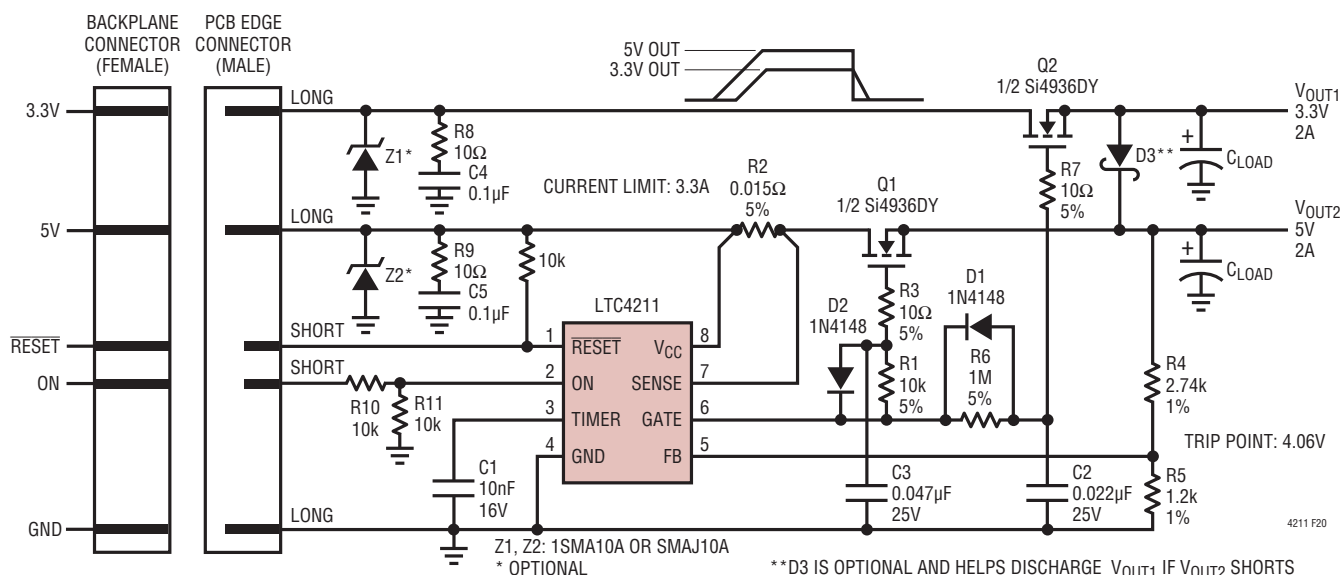 BACKPLANE
CONNECTOR
(FEMALE)
PCB EDGE
CONNECTOR
(MALE)
5V OUT
3.3V OUT
Q2
1/2 Si4936DY
LONG
3.3V
VOUT1
3.3V
2A
Z1*
R8
10Ω
C4
0.1µF
CURRENT LIMIT: 3.3A
R2
0.015Ω
5%
Q1
1/2 Si4936DY
R7
10Ω
5%
D3**
+
CLOAD
LONG
5V
VOUT2
5V
2A
Z2*
R9
10Ω
C5
0.1µF
10k
LTC4211
D2
1N4148
R3
10Ω
5%
D1
1N4148
+
CLOAD
SHORT
RESET
1
RESET
VCC
8
SHORT
ON
2
ON
SENSE
7
R1
10k
5%
R6
1M
5%
R4
2.74k
1%
R10
10k
R11
10k
3
TIMER
GATE
6
4
GND
FB
5
TRIP POINT: 4.06V
C1
10nF
16V
C3
0.047µF
25V
C2
0.022µF
25V
R5
1.2k
1%
LONG
GND
4211 F20
Z1, Z2: 1SMA10A OR SMAJ10A
* OPTIONAL
**D3 IS OPTIONAL AND HELPS DISCHARGE VOUT1 IF VOUT2 SHORTS